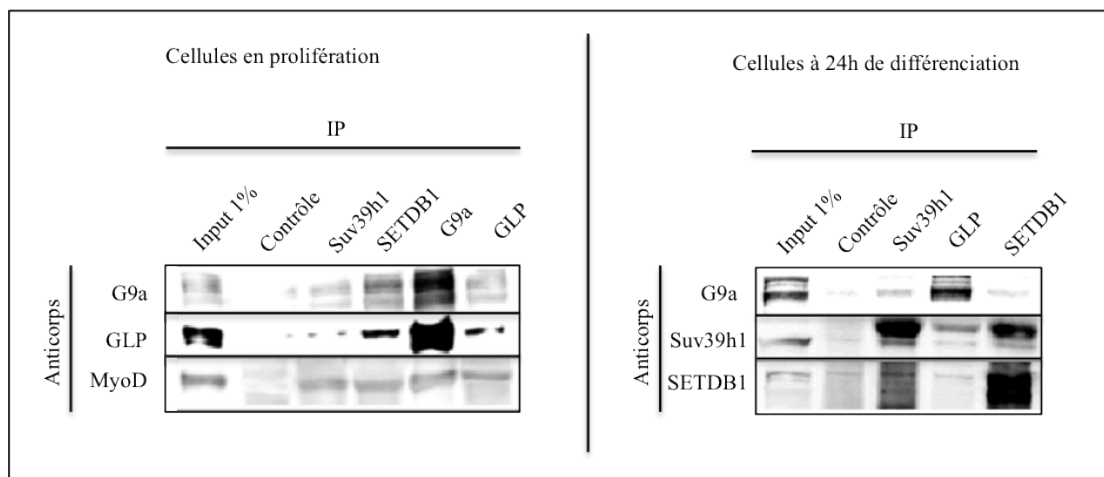 Cellules en prolifération
IP
Input 1%
Contrôle
Suv39h1
SETDB1
G9a
GLP
Anticorps
G9a
GLP
MyoD
Cellules à 24h de différenciation
IP
Input 1%
Contrôle
Suv39h1
GLP
SETDB1
Anticorps
G9a
Suv39h1
SETDB1